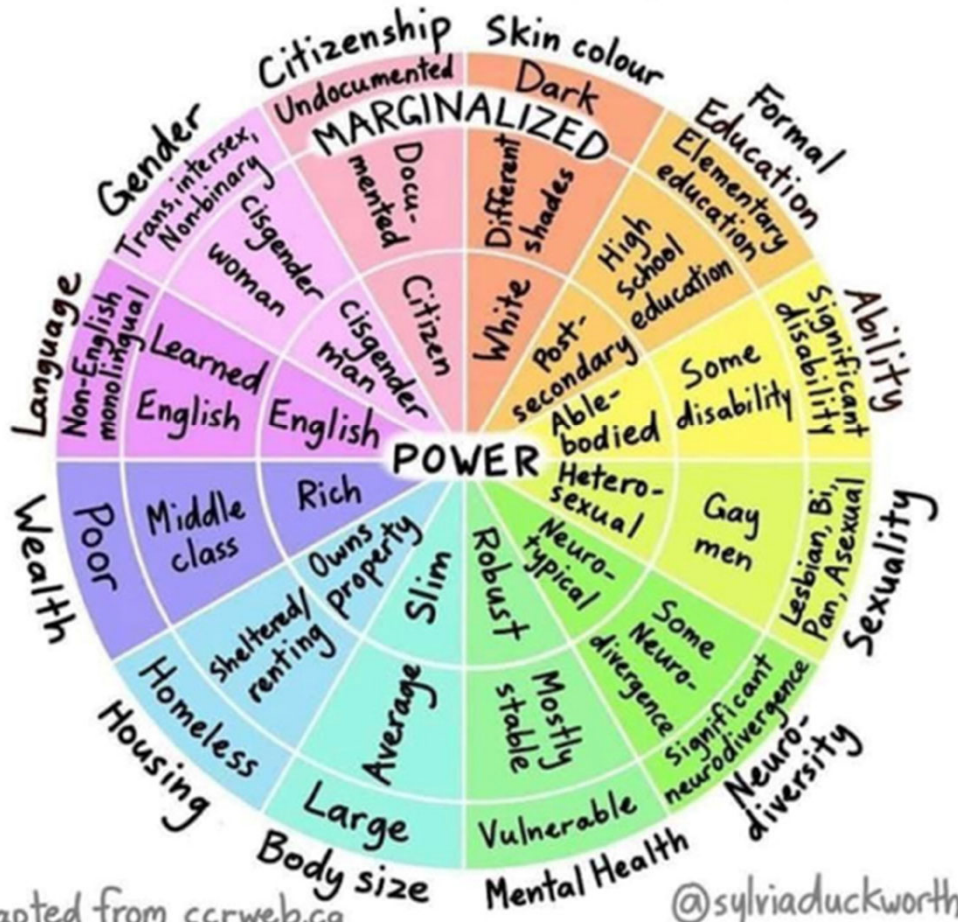 Citizenship
Undocumented
Docu-
mented
Citizen
Skin colour
Dark
Different
shades
White
Formal
Education
Elementary
education
High
school
education
Post-
secondary
Ability
Significant
disability
Some
disability
Able-
bodied
Sexuality
Lesbian, Bi,
Pan, Asexual
Gay
men
Hetero-
sexual
Neuro-
diversity
Significant
neurodivergence
Some
Neuro-
divergence
Neuro-
typical
Mental Health
Vulnerable
Mostly
stable
Robust
Body size
Large
Average
Slim
Housing
Homeless
Sheltered/
renting
Owns
property
Wealth
Poor
Middle
class
Rich
Language
Non-English
monolingual
Learned
English
English
Gender
Trans, intersex,
Non-binary
cisgender
woman
cisgender
man
MARGINALIZED
POWER
apted from ccrweb.ca
@sylviaduckworth